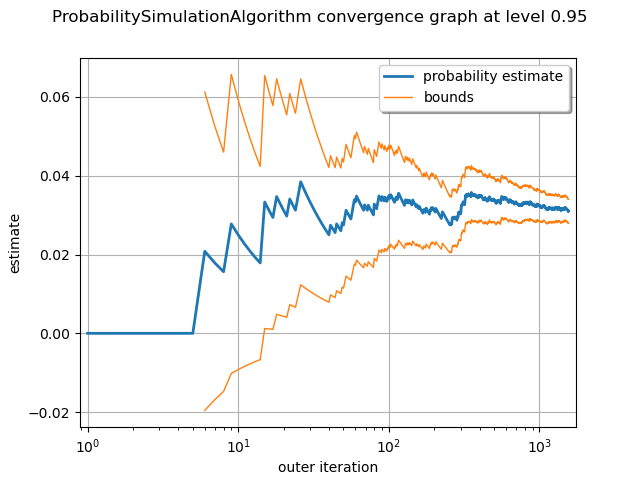 ProbabilitySimulationAlgorithm convergence graph at level 0.95
probability estimate
bounds
0.06
0.04
0.02
0.00
−0.02
estimate
10⁰
10¹
10²
10³
outer iteration